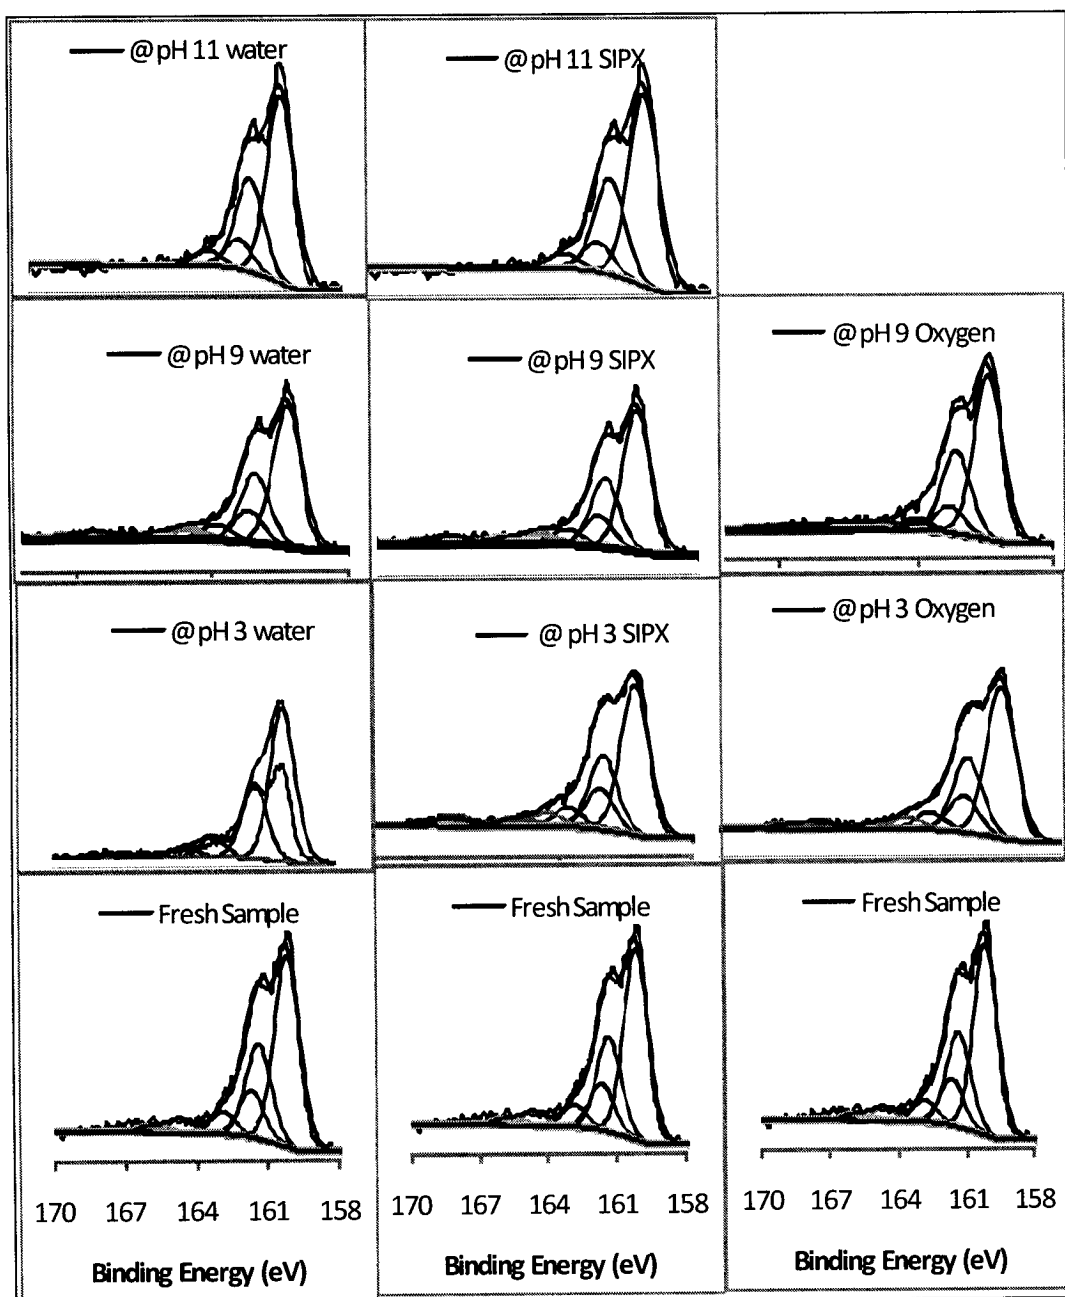 @pH 11 water
@pH 11 SIPX
@pH 9 water
@pH 9 SIPX
@pH 9 Oxygen
@pH 3 water
@ pH 3 SIPX
@pH 3 Oxygen
Fresh Sample
Fresh Sample
Fresh Sample
170 167 164 161 158
170 167 164 161 158
170 167 164 161 158
Binding Energy (eV)
Binding Energy (eV)
Binding Energy (eV)